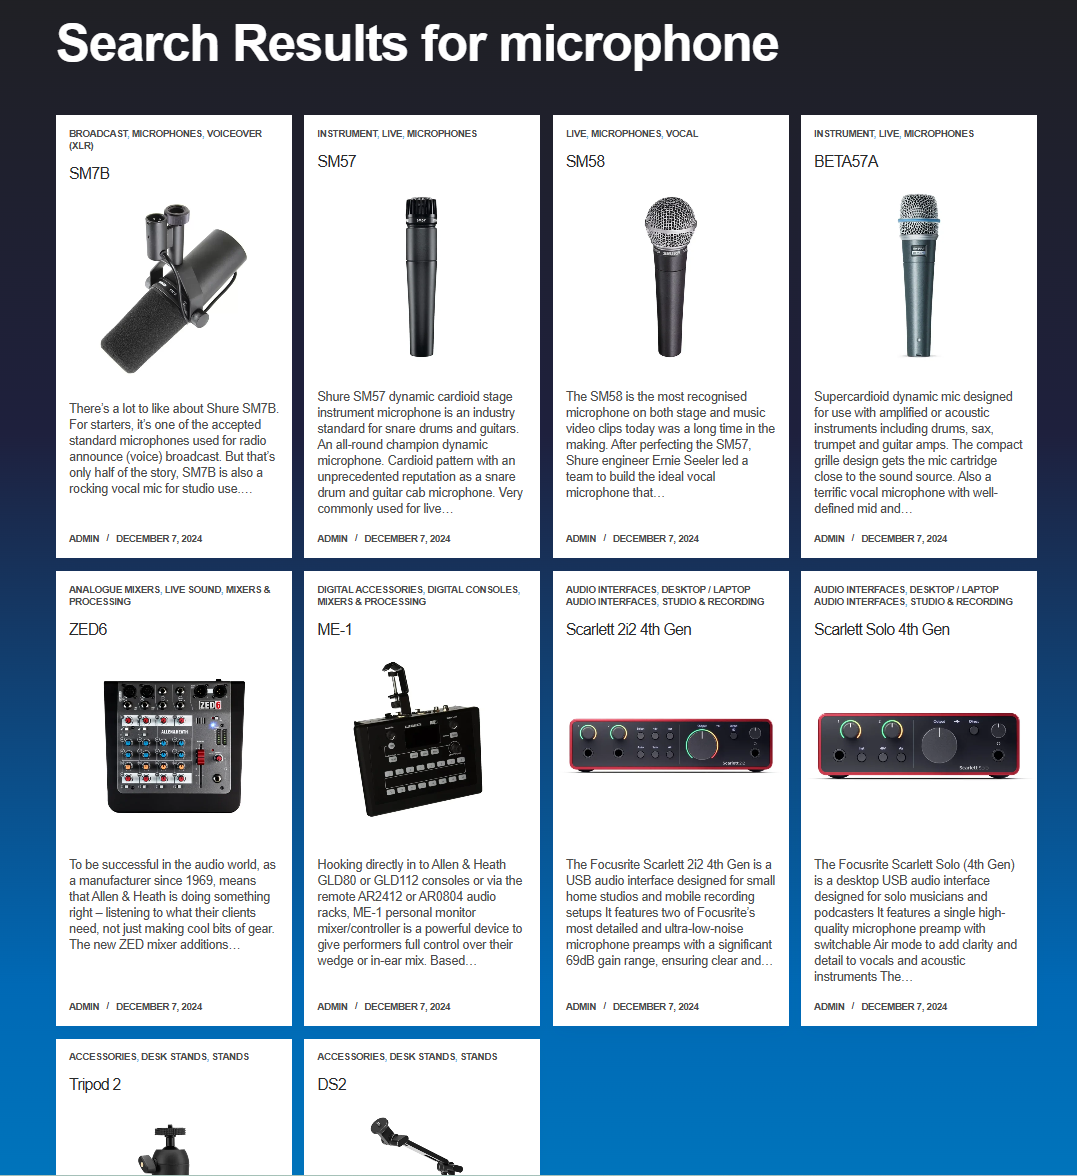 Search Results for microphone
BROADCAST, MICROPHONES, VOICEOVER
(XLR)
SM7B
There's a lot to like about Shure SM7B.
For starters, it's one of the accepted
standard microphones used for radio
announce (voice) broadcast. But that's
only half of the story, SM7B is also a
rocking vocal mic for studio use.…
ADMIN / DECEMBER 7, 2024
INSTRUMENT, LIVE, MICROPHONES
SM57
SM57
Shure SM57 dynamic cardioid stage
instrument microphone is an industry
standard for snare drums and guitars.
An all-round champion dynamic
microphone. Cardioid pattern with an
unprecedented reputation as a snare
drum and guitar cab microphone. Very
commonly used for live…
ADMIN / DECEMBER 7, 2024
LIVE, MICROPHONES, VOCAL
SM58
The SM58 is the most recognised
microphone on both stage and music
video clips today was a long time in the
making. After perfecting the SM57,
Shure engineer Ernie Seeler led a
team to build the ideal vocal
microphone that…
ADMIN / DECEMBER 7, 2024
INSTRUMENT, LIVE, MICROPHONES
BETA57A
Supercardioid dynamic mic designed
for use with amplified or acoustic
instruments including drums, sax,
trumpet and guitar amps. The compact
grille design gets the mic cartridge
close to the sound source. Also a
terrific vocal microphone with well-
defined mid and…
ADMIN / DECEMBER 7, 2024
ANALOGUE MIXERS, LIVE SOUND, MIXERS &
PROCESSING
ZED6
ZED6
ALLEN&HEATH
To be successful in the audio world, as
a manufacturer since 1969, means
that Allen & Heath is doing something
right – listening to what their clients
need, not just making cool bits of gear.
The new ZED mixer additions…
ADMIN / DECEMBER 7, 2024
DIGITAL ACCESSORIES, DIGITAL CONSOLES,
MIXERS & PROCESSING
ME-1
Hooking directly in to Allen & Heath
GLD80 or GLD112 consoles or via the
remote AR2412 or AR0804 audio
racks, ME-1 personal monitor
mixer/controller is a powerful device to
give performers full control over their
wedge or in-ear mix. Based…
ADMIN / DECEMBER 7, 2024
AUDIO INTERFACES, DESKTOP / LAPTOP
AUDIO INTERFACES, STUDIO & RECORDING
Scarlett 2i2 4th Gen
Output
Scarlett 2i2
The Focusrite Scarlett 2i2 4th Gen is a
USB audio interface designed for small
home studios and mobile recording
setups It features two of Focusrite's
most detailed and ultra-low-noise
microphone preamps with a significant
69dB gain range, ensuring clear and…
ADMIN / DECEMBER 7, 2024
AUDIO INTERFACES, DESKTOP / LAPTOP
AUDIO INTERFACES, STUDIO & RECORDING
Scarlett Solo 4th Gen
Output Direct
Scarlett Solo
The Focusrite Scarlett Solo (4th Gen)
is a desktop USB audio interface
designed for solo musicians and
podcasters It features a single high-
quality microphone preamp with
switchable Air mode to add clarity and
detail to vocals and acoustic
instruments The…
ADMIN / DECEMBER 7, 2024
ACCESSORIES, DESK STANDS, STANDS
Tripod 2
ACCESSORIES, DESK STANDS, STANDS
DS2